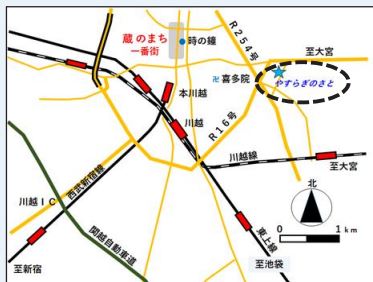 蔵のまち
一番街
時の鐘
R254号
至大宮
卍喜多院
やすらぎのさと
本川越
川越
R16号
川越線
至大宮
西武新宿線
川越IC
北
0 1km
関越自動車道
東上線
至新宿
至池袋